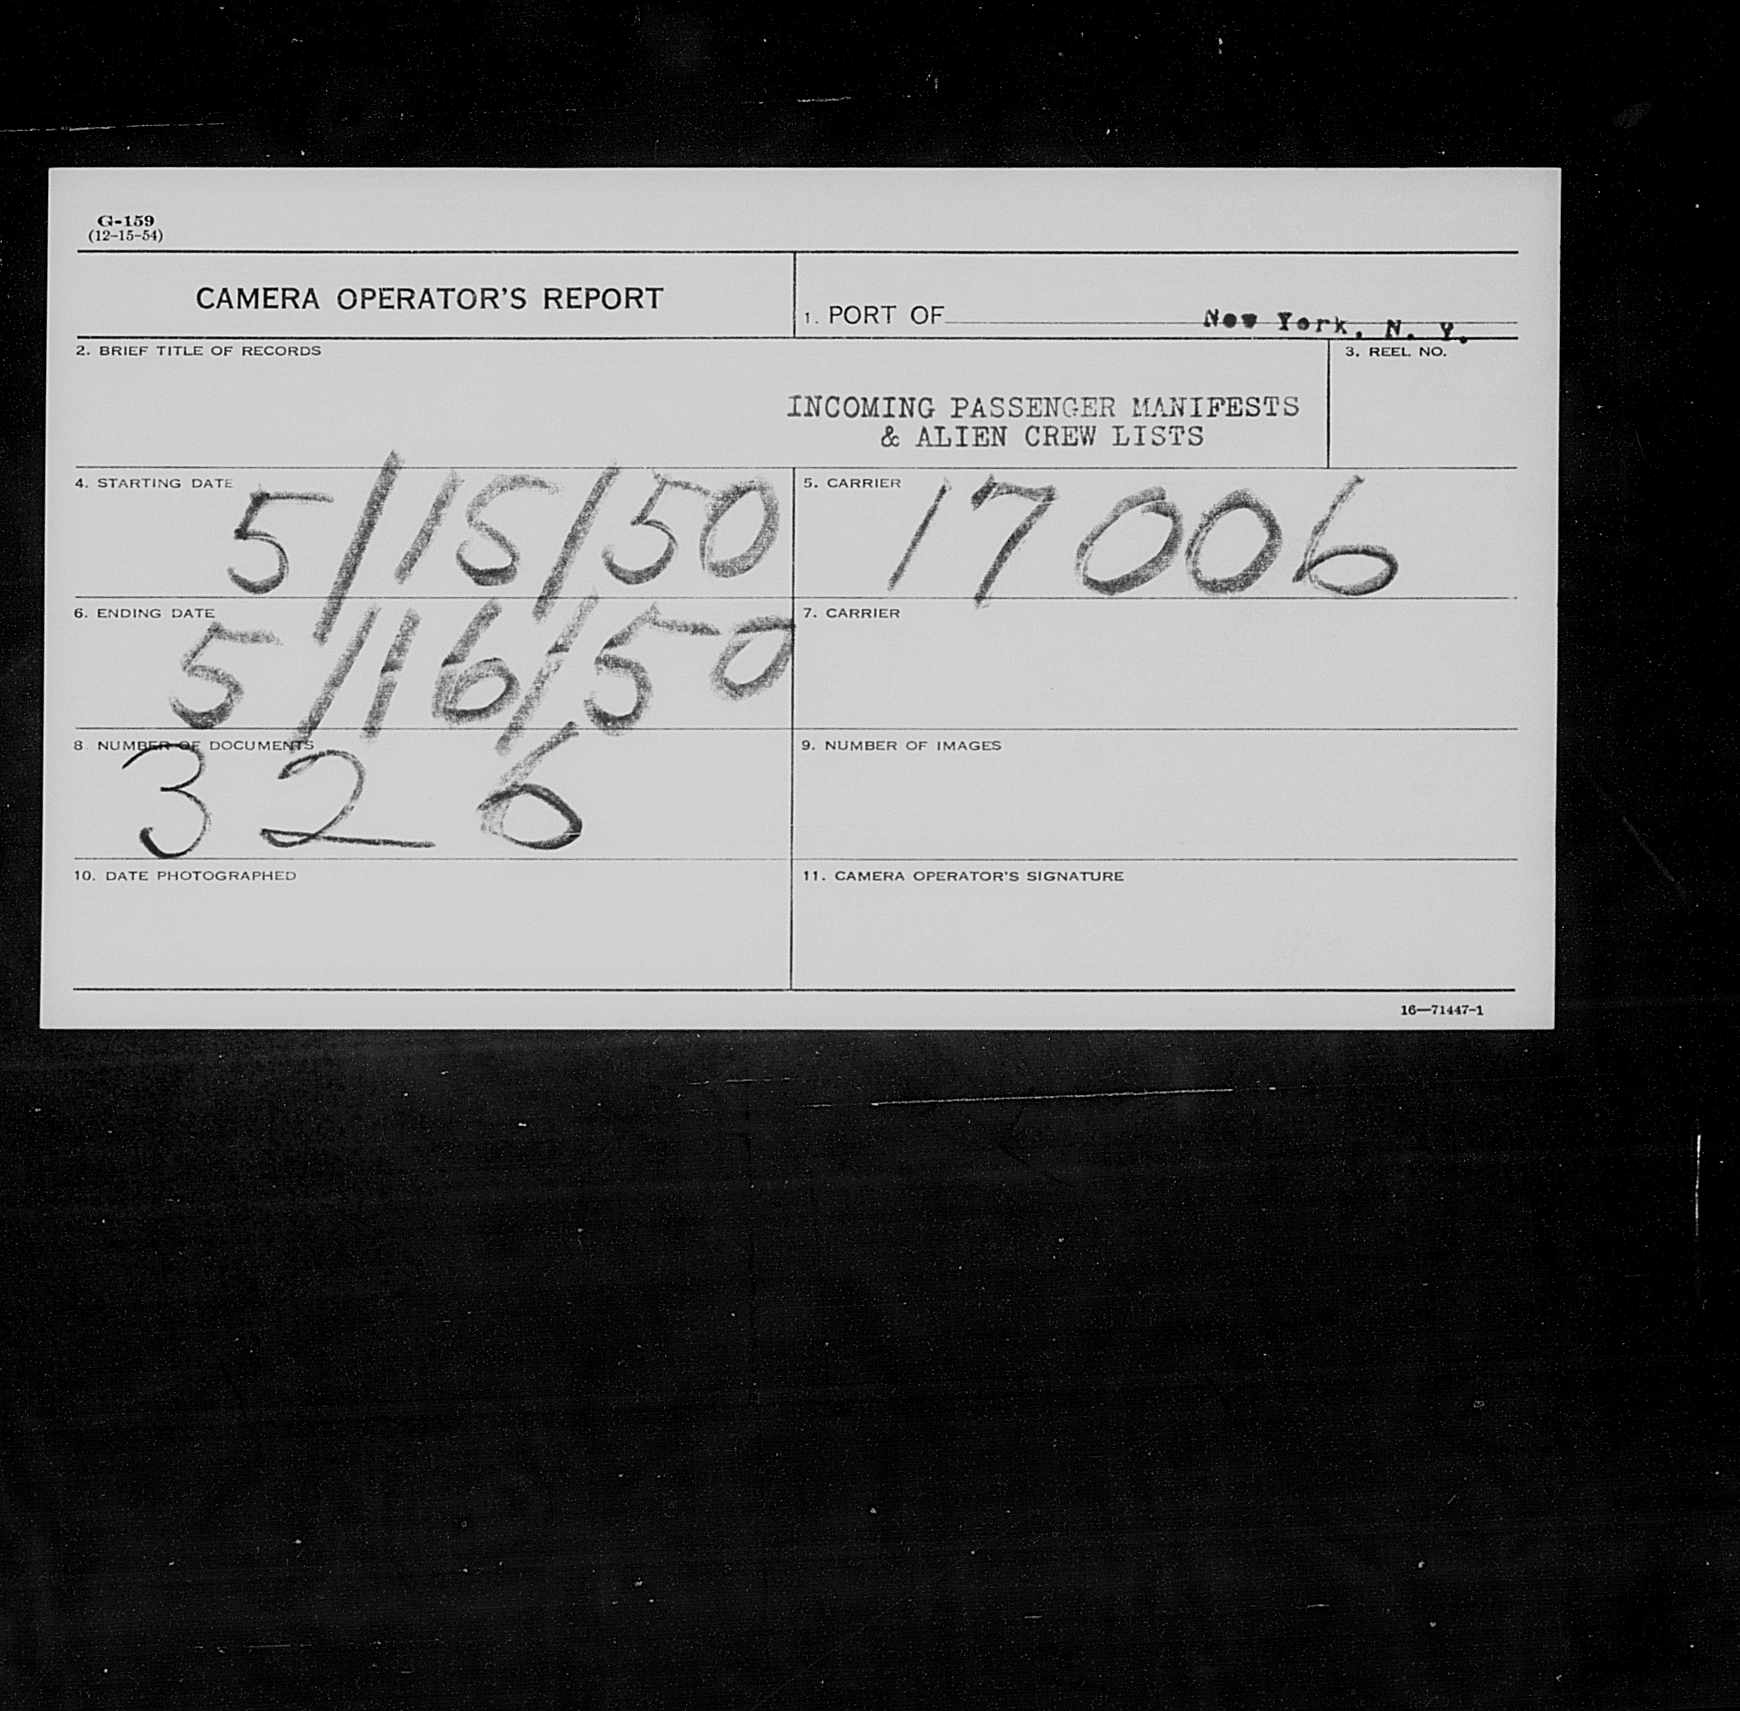 G-159
(12-15-54)
CAMERA OPERATOR'S REPORT
1. PORT OF New York, N. Y.
2. BRIEF TITLE OF RECORDS
INCOMING PASSENGER MANIFESTS
& ALIEN CREW LISTS
3. REEL NO.
4. STARTING DATE
5/15/50
5. CARRIER
17006
6. ENDING DATE
5/16/50
7. CARRIER
8. NUMBER OF DOCUMENTS
326
9. NUMBER OF IMAGES
10. DATE PHOTOGRAPHED
11. CAMERA OPERATOR'S SIGNATURE
16—71447-1